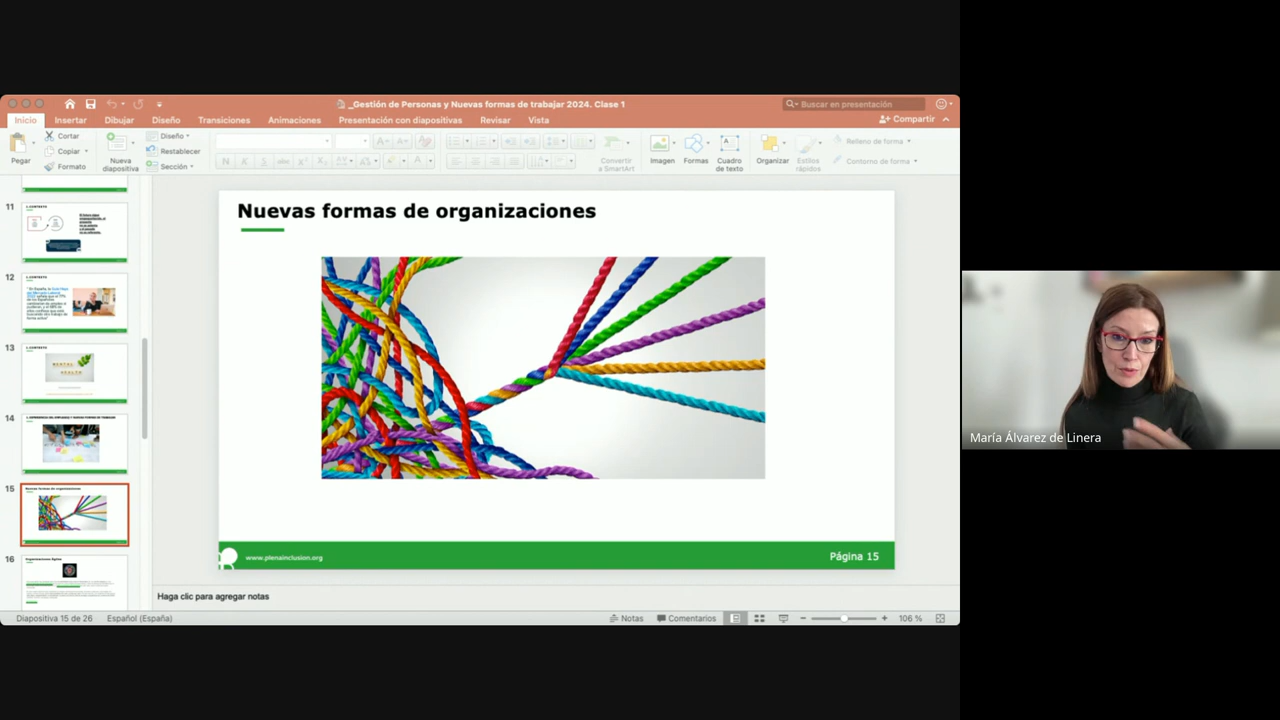 _Gestión de Personas y Nuevas formas de trabajar 2024. Clase 1
Buscar en presentación
Inicio
Insertar
Dibujar
Diseño
Transiciones
Animaciones
Presentación con diapositivas
Revisar
Vista
Compartir
Pegar
Cortar
Copiar
Formato
Nueva
diapositiva
Diseño
Restablecer
Sección
Convertir
a SmartArt
Imagen
Formas
Cuadro
de texto
Organizar
Estilos
rápidos
Relleno de forma
Contorno de forma
11
12
13
14
15
Nuevas formas de organizaciones
16
Nuevas formas de organizaciones
www.plenainclusion.org
Página 15
Haga clic para agregar notas
Diapositiva 15 de 26
Español (España)
Notas
Comentarios
106 %
María Álvarez de Linera